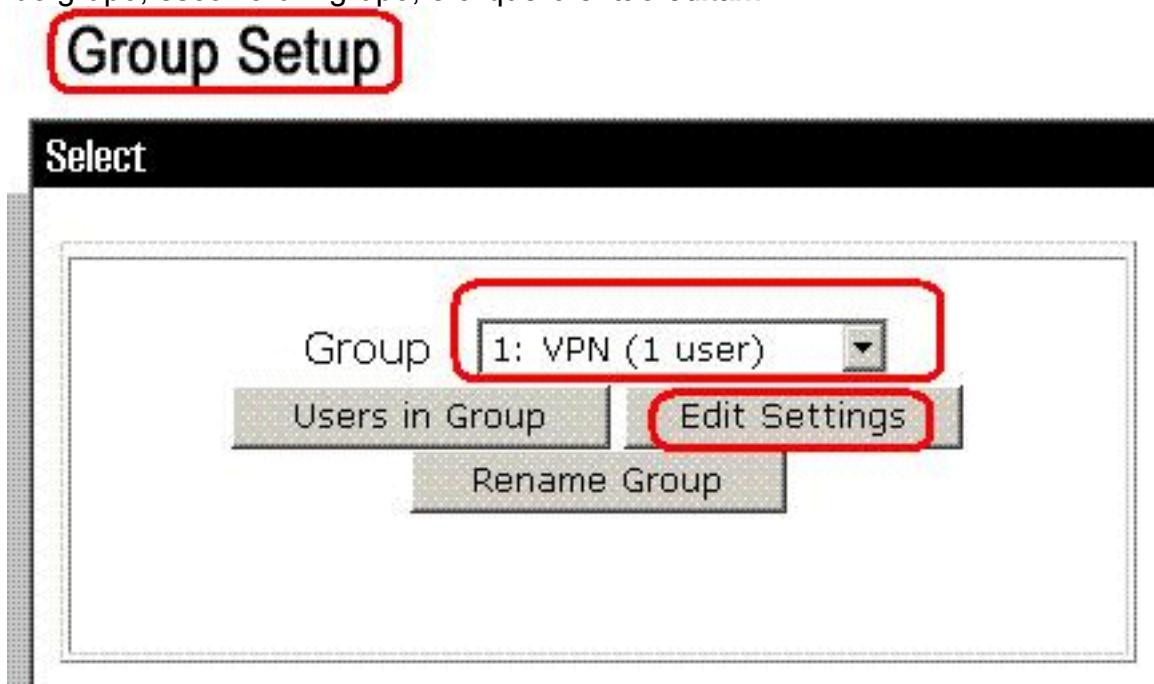 Group Setup
Select
Group 1: VPN (1 user)
Users in Group Edit Settings
Rename Group